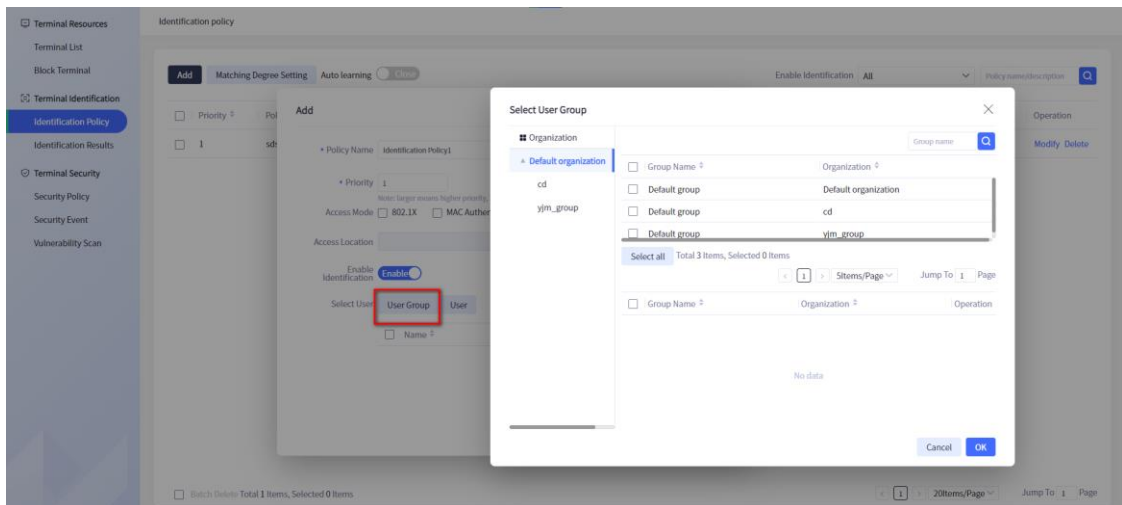 Terminal Resources
Terminal List
Block Terminal
Terminal Identification
Identification Policy
Identification Results
Terminal Security
Security Policy
Security Event
Vulnerability Scan
Identification policy
Add Matching Degree Setting Auto learning Close Enable Identification All Policy name/description
Priority Operation
1 Modify Delete
Add
* Policy Name Identification Policy1
* Priority 1
Note: larger means higher priority,
Access Mode 802.1X MAC Authen
Access Location
Enable Identification Enable
Select User User Group User
Name
Select User Group
Organization
Default organization
cd
yjm_group
Group name
Group Name Organization
Default group Default organization
Default group cd
Default group yjm_group
Select all Total 3 Items, Selected 0 Items
1 5Items/Page Jump To 1 Page
Group Name Organization Operation
No data
Cancel OK
Batch Delete Total 1 Items, Selected 0 Items 1 20Items/Page Jump To 1 Page